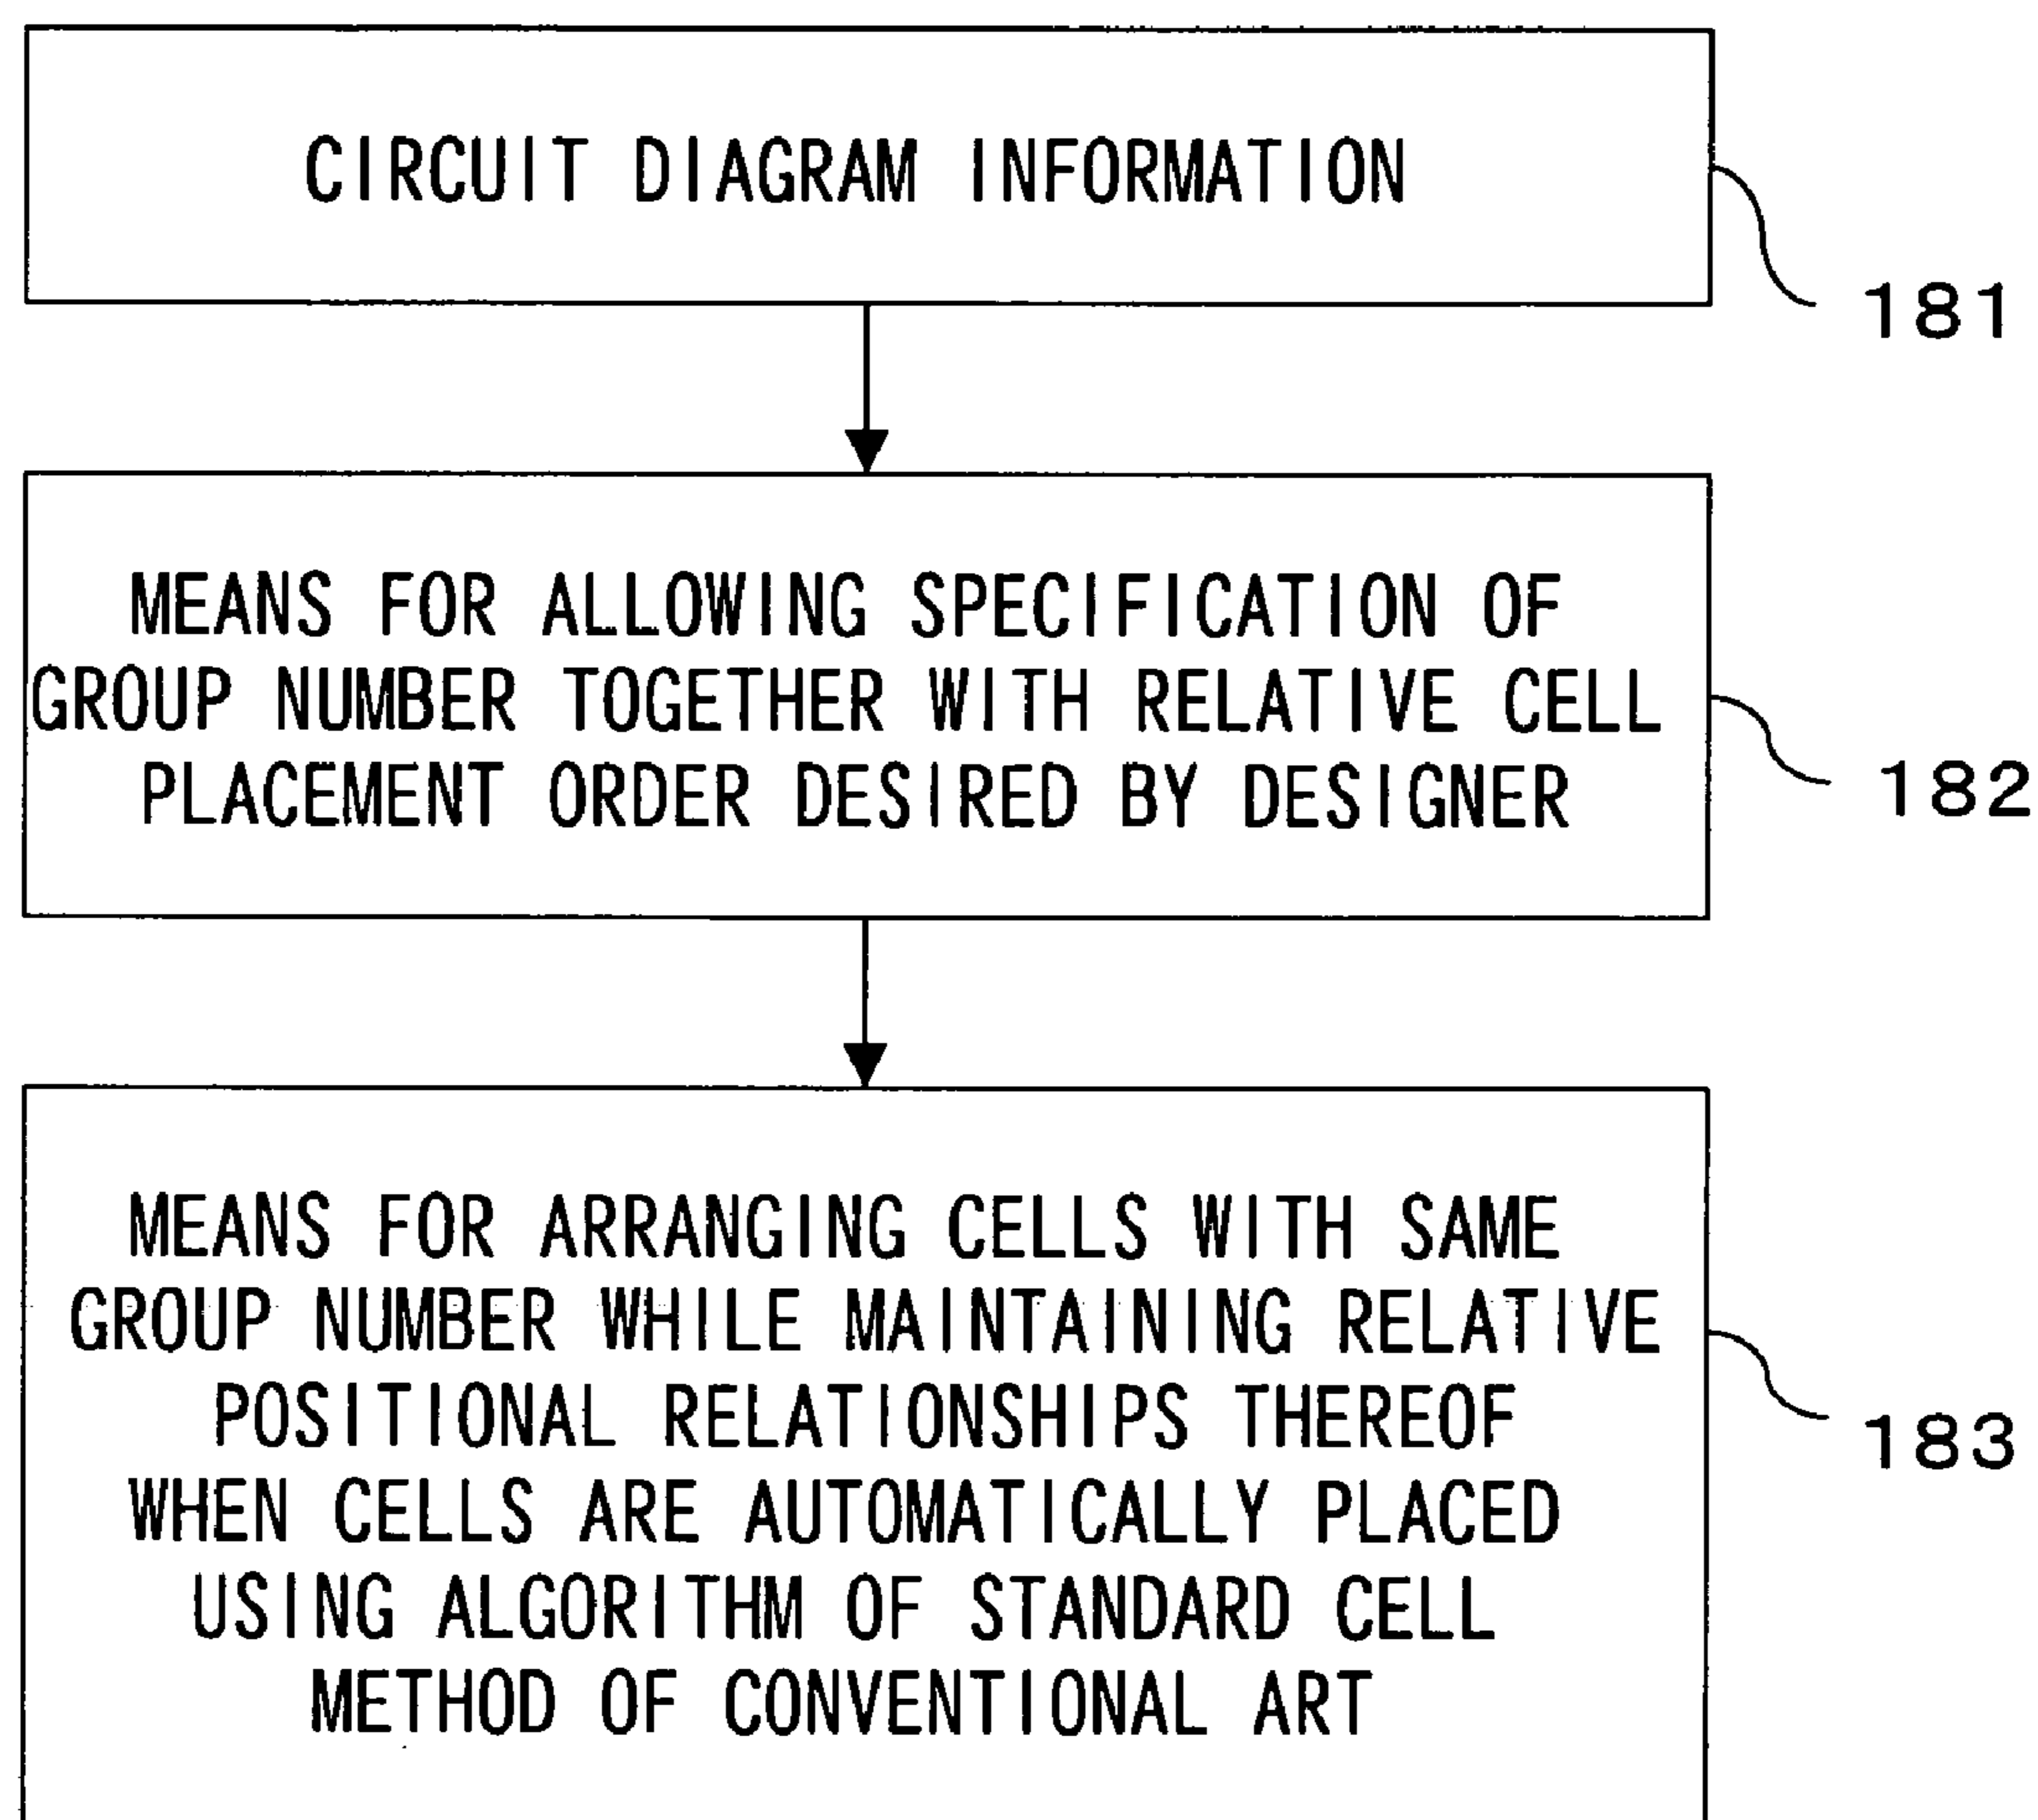 CIRCUIT DIAGRAM INFORMATION
181
MEANS FOR ALLOWING SPECIFICATION OF
GROUP NUMBER TOGETHER WITH RELATIVE CELL
PLACEMENT ORDER DESIRED BY DESIGNER
182
MEANS FOR ARRANGING CELLS WITH SAME
GROUP NUMBER WHILE MAINTAINING RELATIVE
POSITIONAL RELATIONSHIPS THEREOF
WHEN CELLS ARE AUTOMATICALLY PLACED
USING ALGORITHM OF STANDARD CELL
METHOD OF CONVENTIONAL ART
183